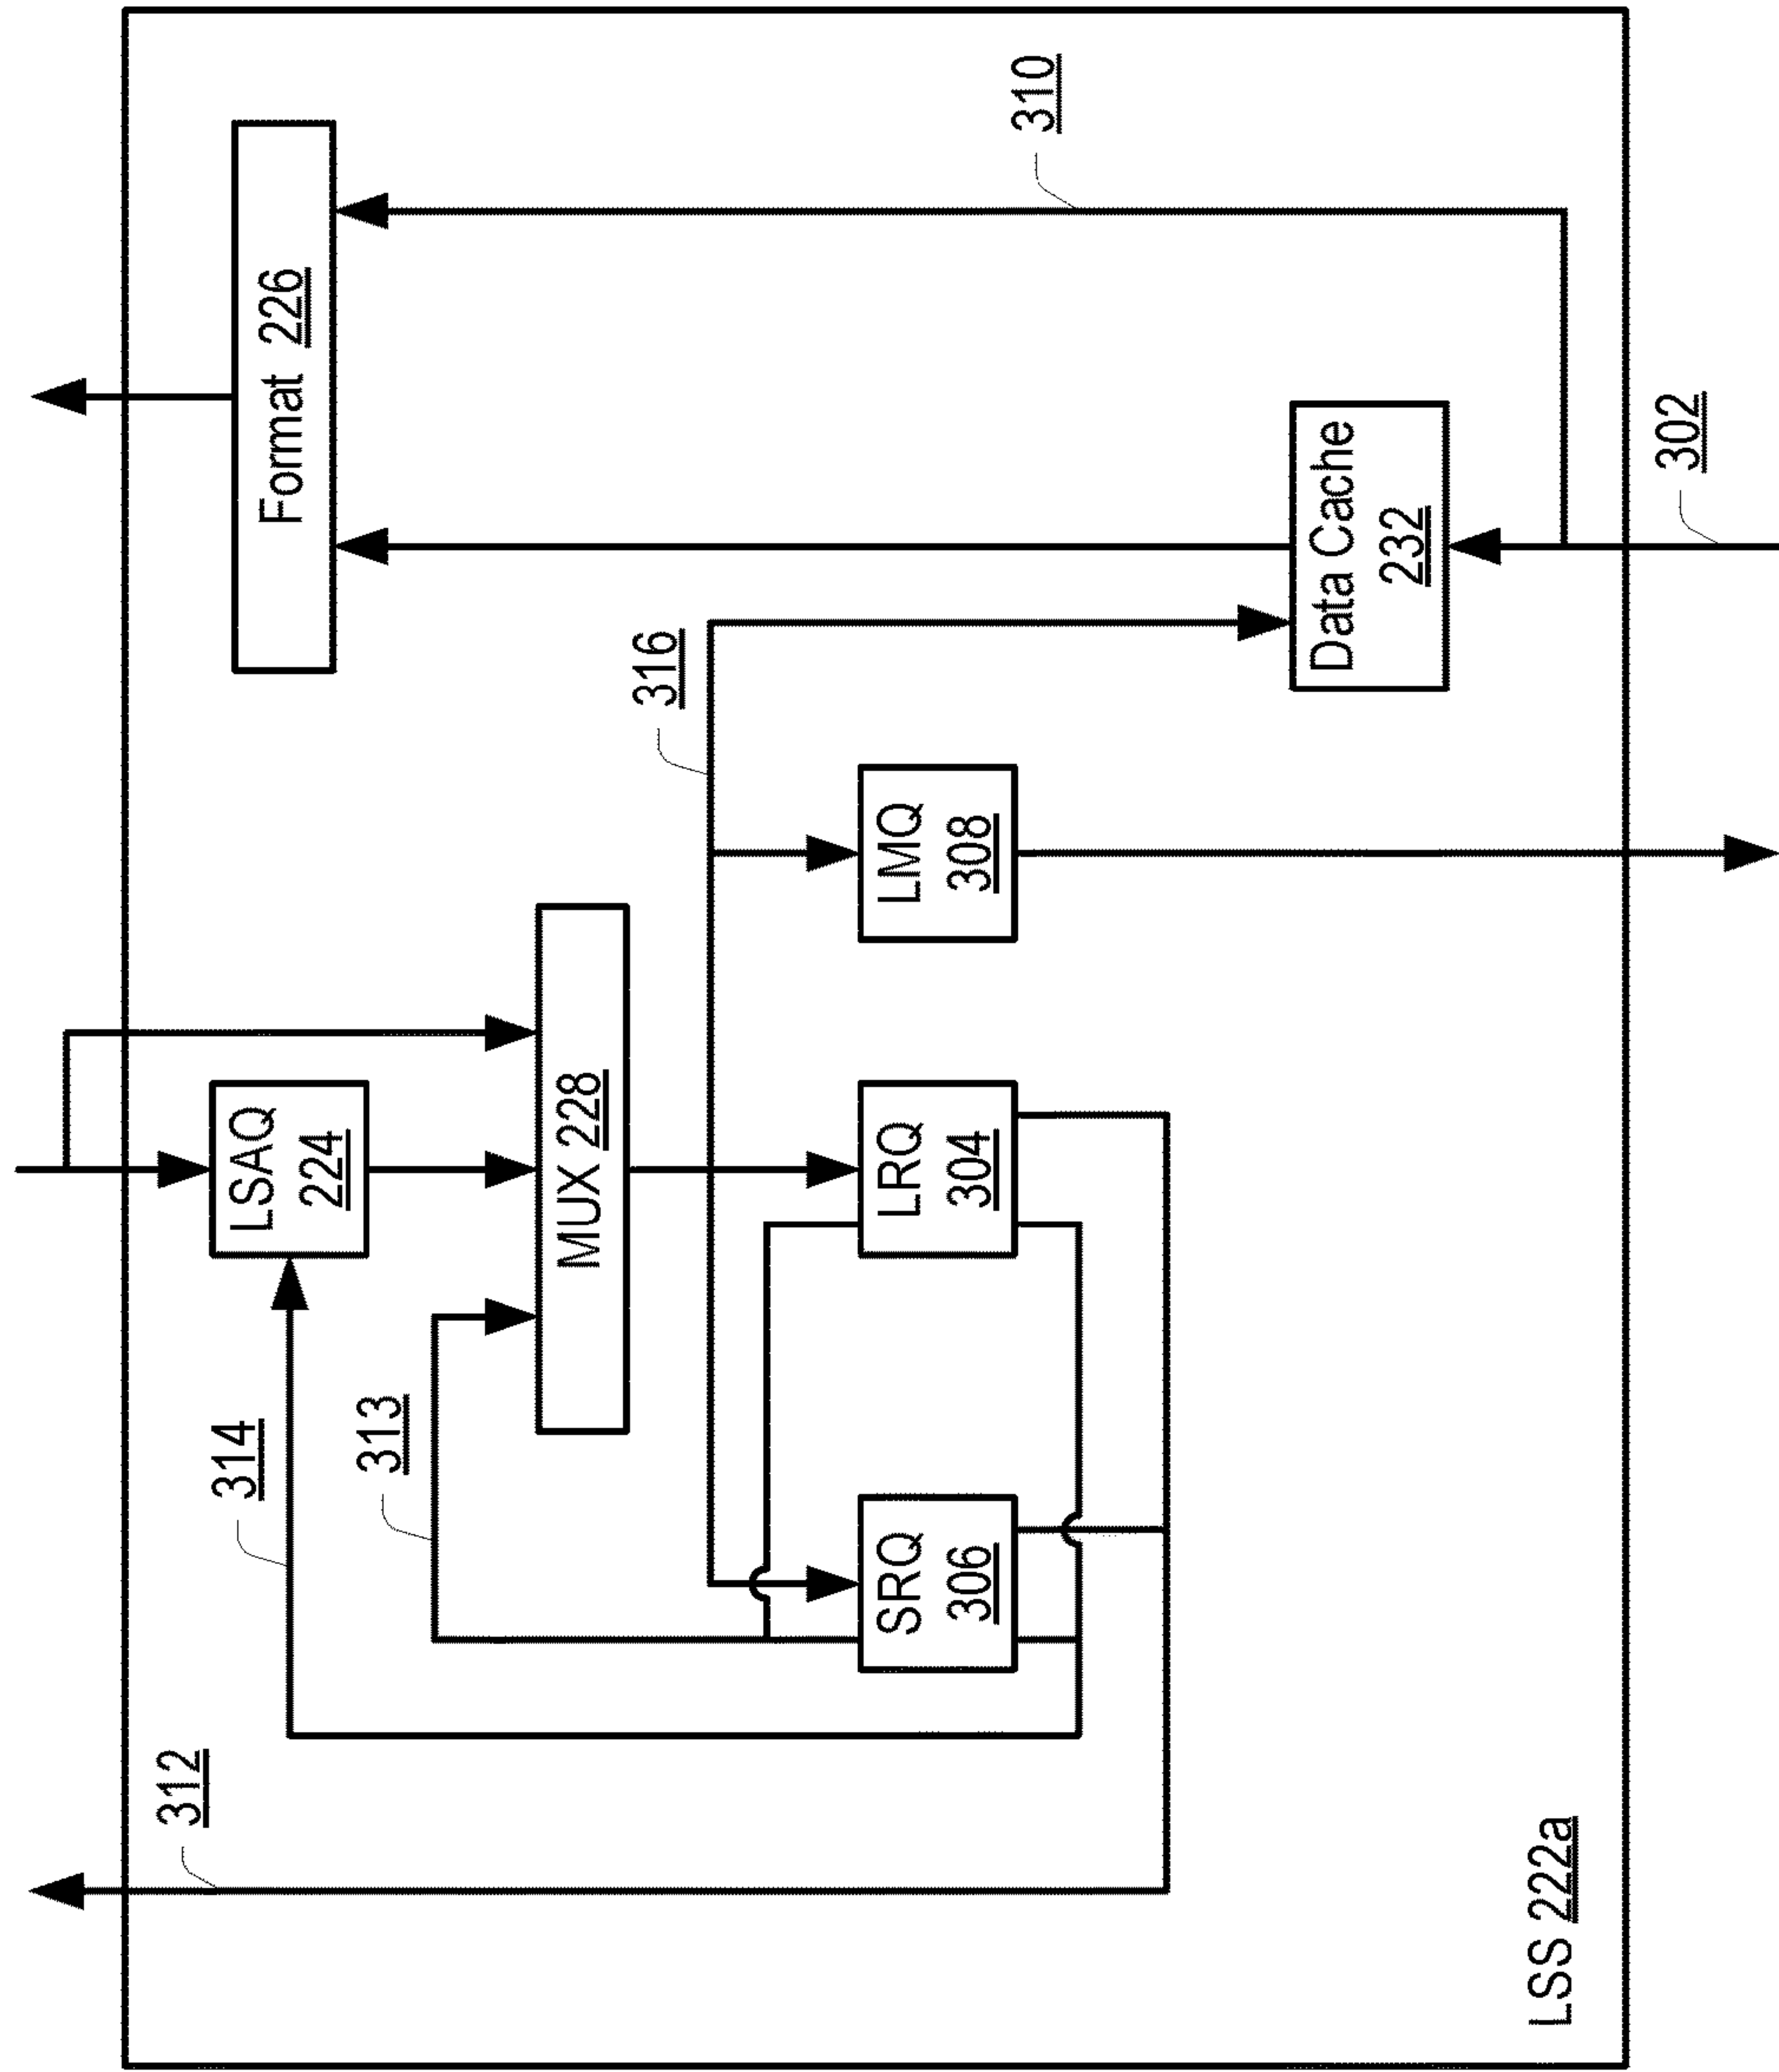 312
314
LSAQ
224
Format 226
313
MUX 228
316
SRQ
306
LRQ
304
LMQ
308
310
Data Cache
232
LSS 222a
302